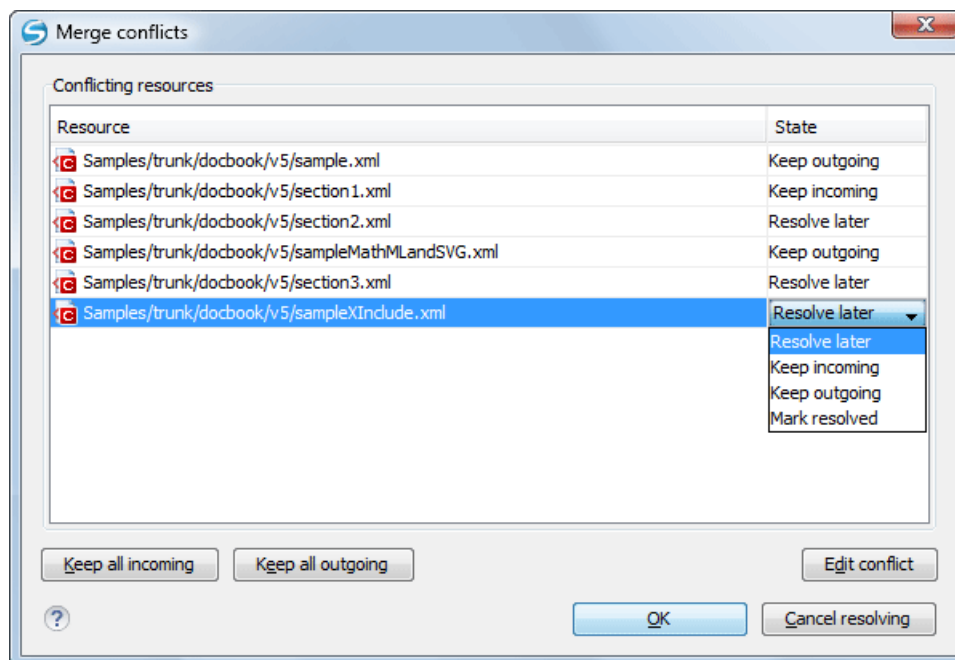 Merge conflicts
X
Conflicting resources
Resource State
C Samples/trunk/docbook/v5/sample.xml Keep outgoing
C Samples/trunk/docbook/v5/section1.xml Keep incoming
C Samples/trunk/docbook/v5/section2.xml Resolve later
C Samples/trunk/docbook/v5/sampleMathMLandSVG.xml Keep outgoing
C Samples/trunk/docbook/v5/section3.xml Resolve later
C Samples/trunk/docbook/v5/sampleXInclude.xml Resolve later
Resolve later
Keep incoming
Keep outgoing
Mark resolved
Keep all incoming Keep all outgoing Edit conflict
? OK Cancel resolving